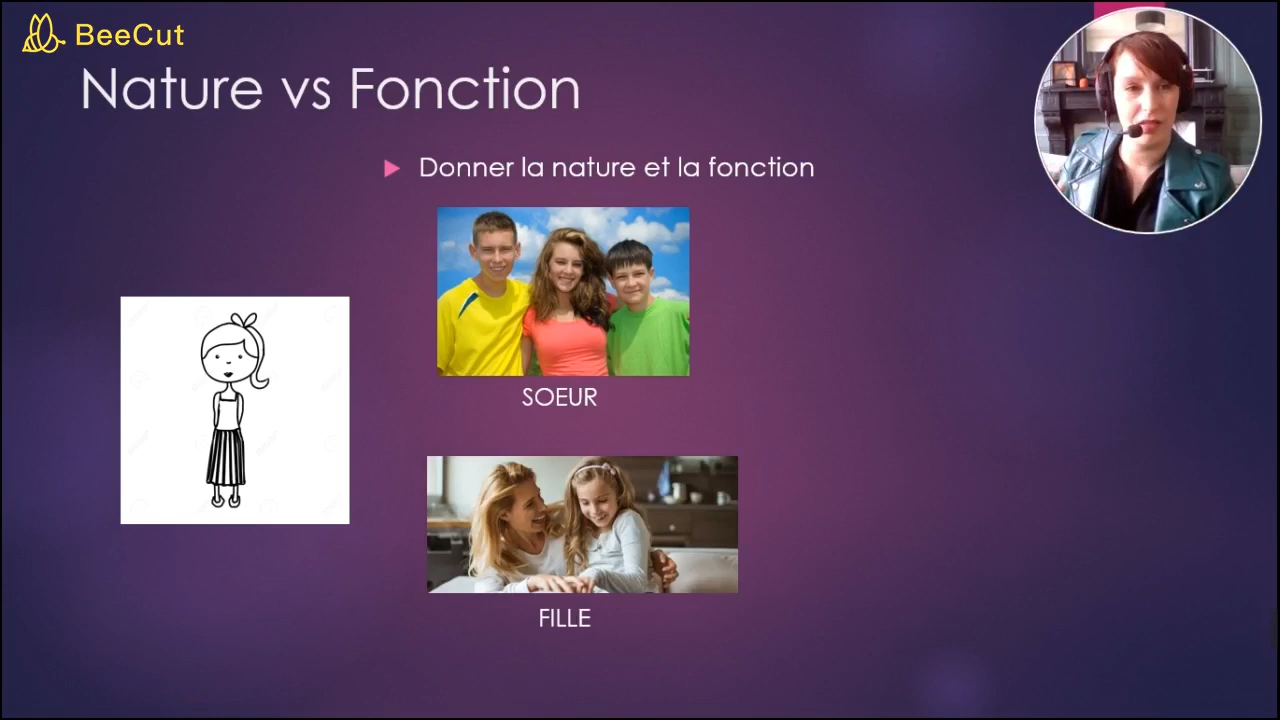 BeeCut
Nature vs Fonction
Donner la nature et la fonction
SOEUR
FILLE